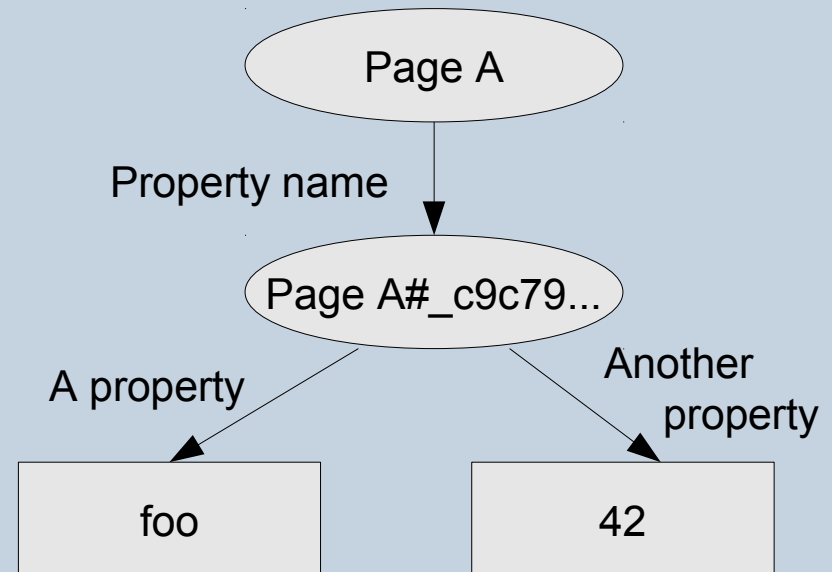 Page A
Property name
Page A#_c9c79...
A property
Another
property
foo
42